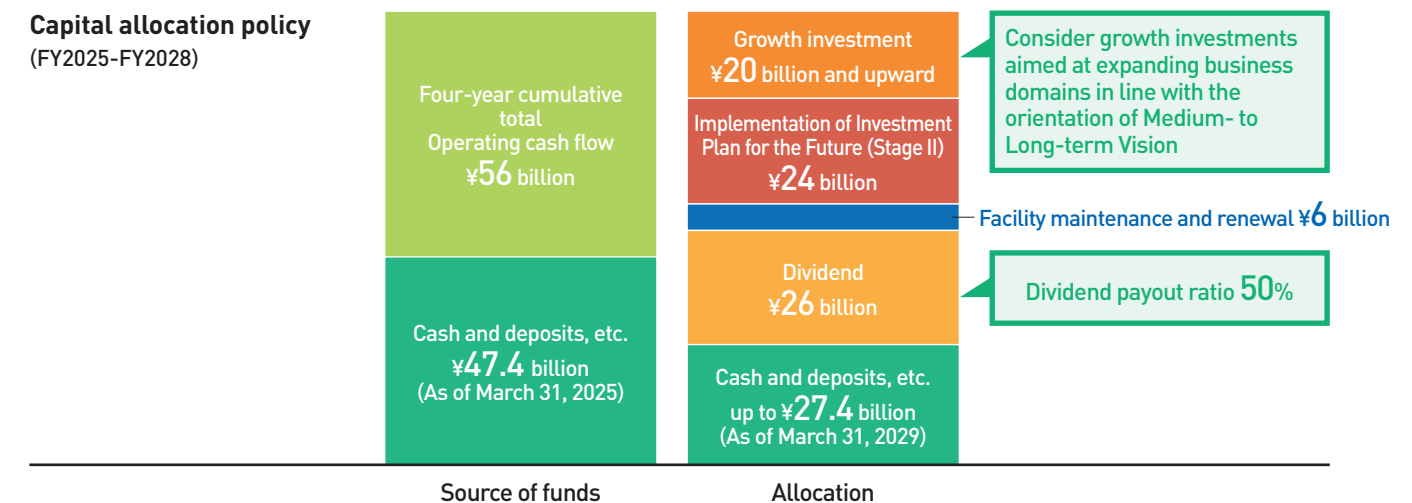 Capital allocation policy
(FY2025-FY2028)
Four-year cumulative
total
Operating cash flow
¥56 billion
Cash and deposits, etc.
¥47.4 billion
(As of March 31, 2025)
Source of funds
Growth investment
¥20 billion and upward
Implementation of Investment
Plan for the Future (Stage II)
¥24 billion
Facility maintenance and renewal ¥6 billion
Dividend
¥26 billion
Cash and deposits, etc.
up to ¥27.4 billion
(As of March 31, 2029)
Allocation
Consider growth investments
aimed at expanding business
domains in line with the
orientation of Medium- to
Long-term Vision
Dividend payout ratio 50%